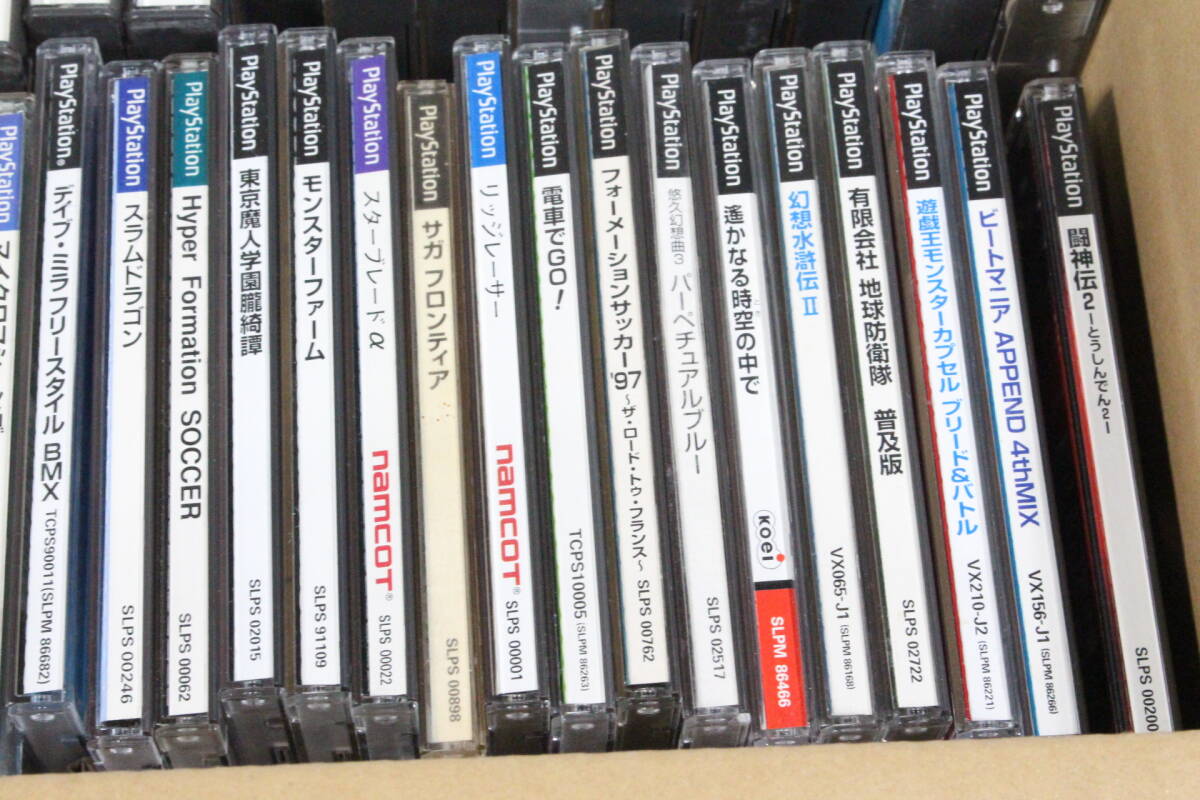 PlayStation
PlayStation® デイブ・ミラ フリースタイル BMX TCPS90011(SLPM 86682)
PlayStation スラムドラゴン SLPS 00246
PlayStation Hyper Formation SOCCER SLPS 00062
PlayStation 東京魔人学園朧綺譚 SLPS 02015
PlayStation モンスターファーム SLPS 91109
PlayStation スターブレードα namcot® SLPS 00022
PlayStation サガ フロンティア SLPS 00898
PlayStation リッジレーサー namcot® SLPS 00001
PlayStation 電車でGO! TCPS10005 (SLPM 86263)
PlayStation フォーメーションサッカー'97 ~ザ・ロード・トゥ・フランス~ SLPS 00762
PlayStation 悠久幻想曲3 パーペチュアルブルー SLPS 02517
PlayStation 遙かなる時空の中で koei SLPM 86466
PlayStation 幻想水滸伝II VX065-J1 (SLPM 86168)
PlayStation 有限会社 地球防衛隊 普及版 SLPS 02722
PlayStation 遊戯王モンスターカプセル ブリード&バトル VX210-J2 (SLPM 86221)
PlayStation ビートマニア APPEND 4thMIX VX156-J1 (SLPM 86266)
PlayStation 闘神伝2ーとうしんでん2ー SLPS 00200